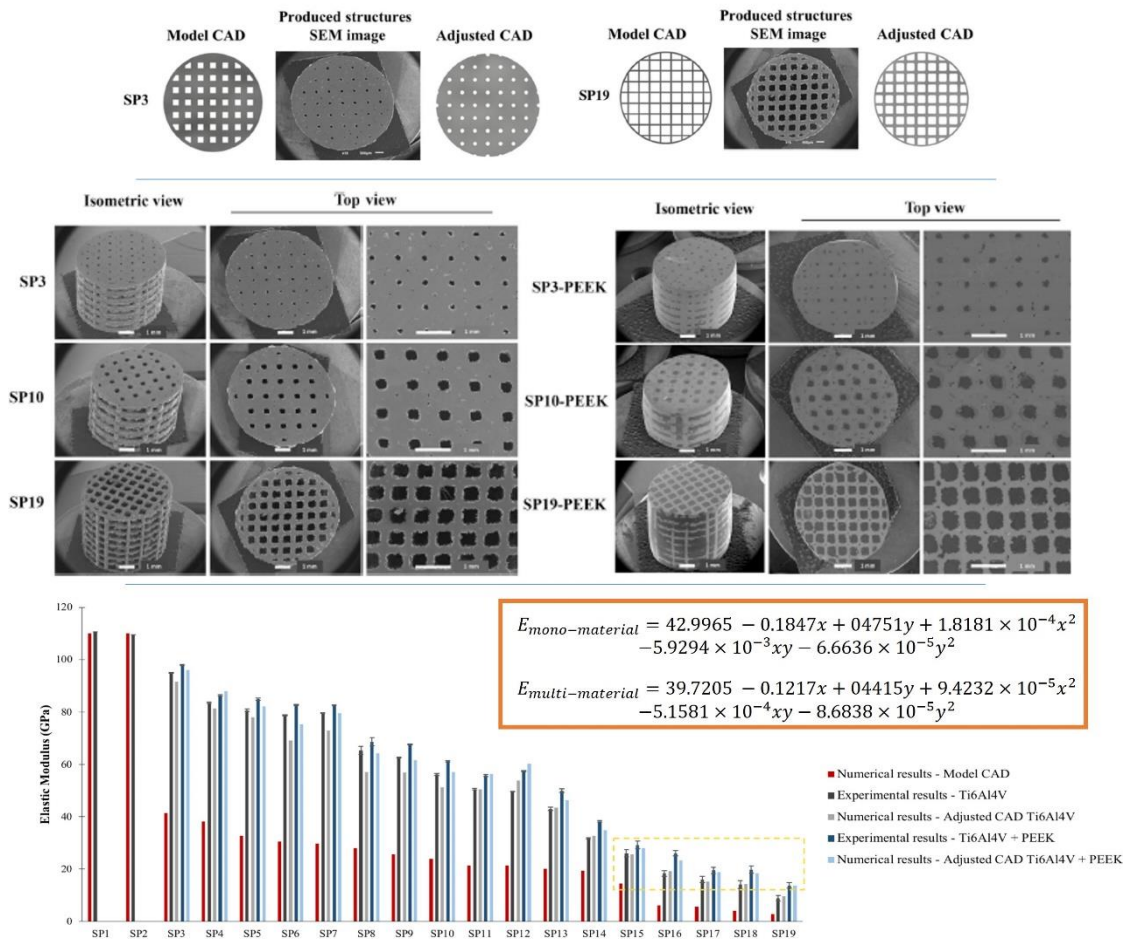 Produced structures
Model CAD SEM image Adjusted CAD
SP3
Produced structures
Model CAD SEM image Adjusted CAD
SP19
Isometric view Top view
SP3
1 mm 1 mm 1 mm
SP10
1 mm 1 mm 1 mm
SP19
1 mm 1 mm 1 mm
Isometric view Top view
SP3-PEEK
1 mm 1 mm 1 mm
SP10-PEEK
1 mm 1 mm 1 mm
SP19-PEEK
1 mm 1 mm 1 mm
E_{mono-material} = 42.9965 − 0.1847x + 04751y + 1.8181 × 10^{-4}x^2
−5.9294 × 10^{-3}xy − 6.6636 × 10^{-5}y^2
E_{multi-material} = 39.7205 − 0.1217x + 04415y + 9.4232 × 10^{-5}x^2
−5.1581 × 10^{-4}xy − 8.6838 × 10^{-5}y^2
Elastic Modulus (GPa)
120
100
80
60
40
20
0
SP1 SP2 SP3 SP4 SP5 SP6 SP7 SP8 SP9 SP10 SP11 SP12 SP13 SP14 SP15 SP16 SP17 SP18 SP19
Numerical results - Model CAD
Experimental results - Ti6Al4V
Numerical results - Adjusted CAD Ti6Al4V
Experimental results - Ti6Al4V + PEEK
Numerical results - Adjusted CAD Ti6Al4V + PEEK